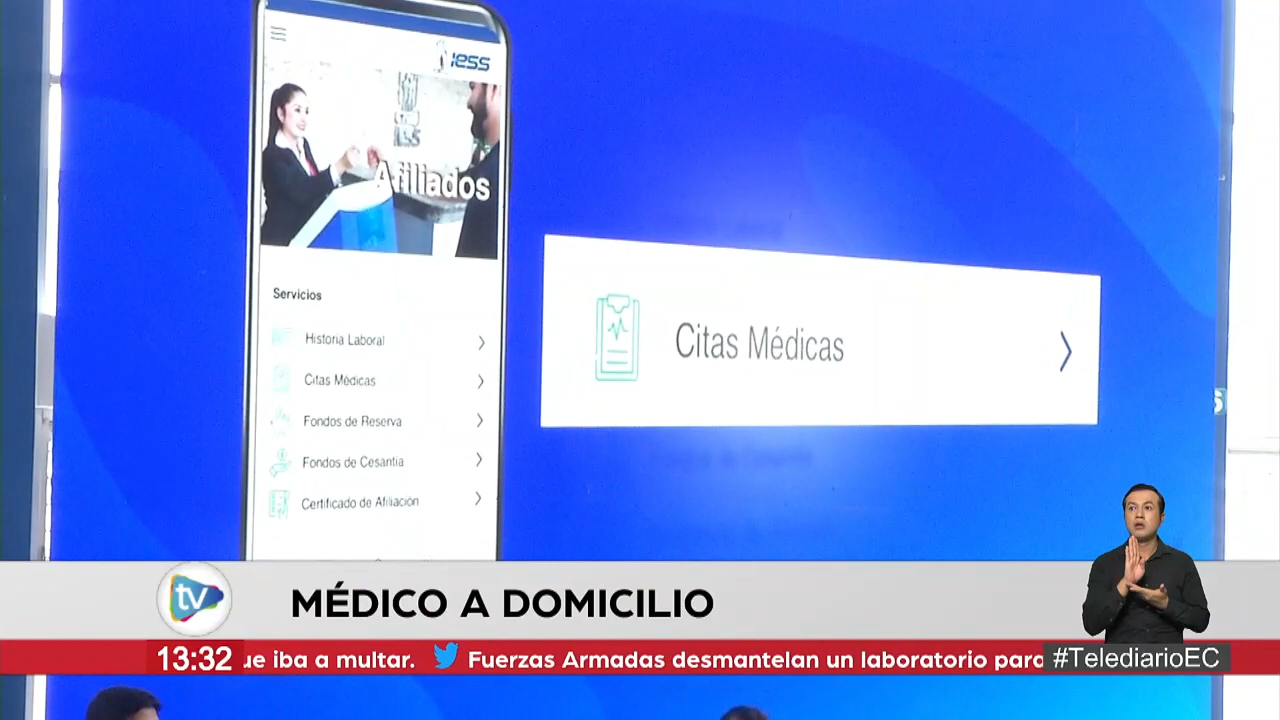 IESS
Afiliados
Servicios
Historia Laboral
Citas Médicas
Fondos de Reserva
Fondos de Cesantia
Certificado de Afiliación
Citas Médicas
tv
MÉDICO A DOMICILIO
13:32 ue iba a multar. Fuerzas Armadas desmantelan un laboratorio para #TelediarioEC